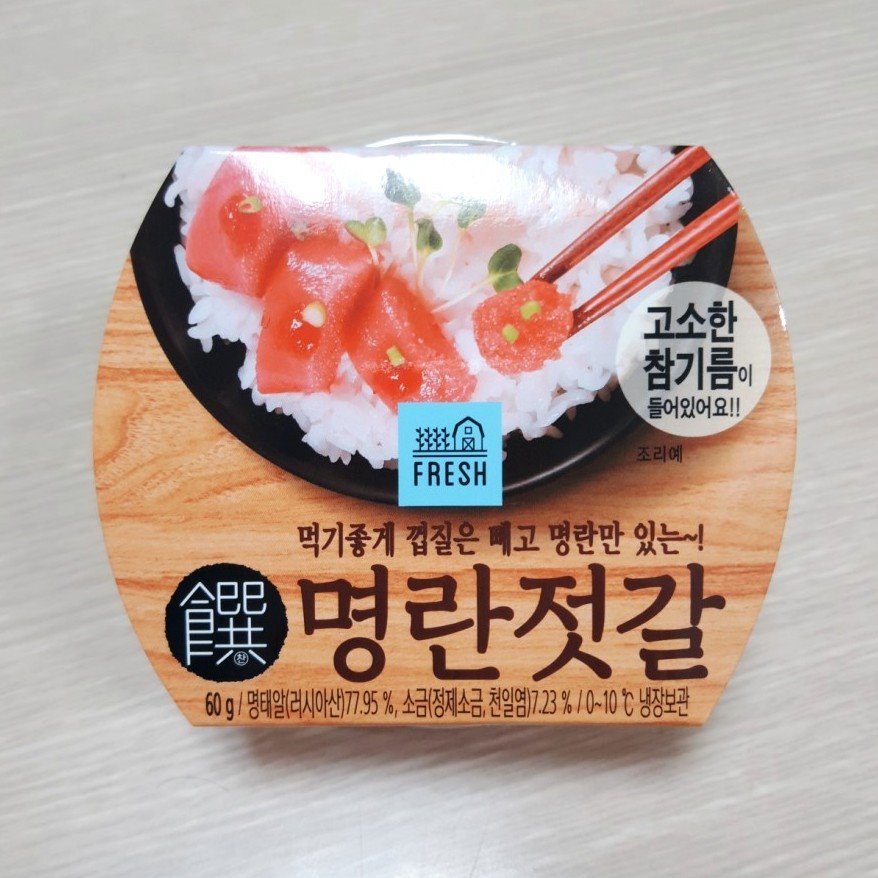 고소한
참기름이
들어있어요!!
조리예
FRESH
먹기좋게 껍질은 빼고 명란만 있는~!
饌
찬
명란젓갈
60 g / 명태알(러시아산)77.95 %, 소금(정제소금, 천일염)7.23 % / 0~10 ℃ 냉장보관